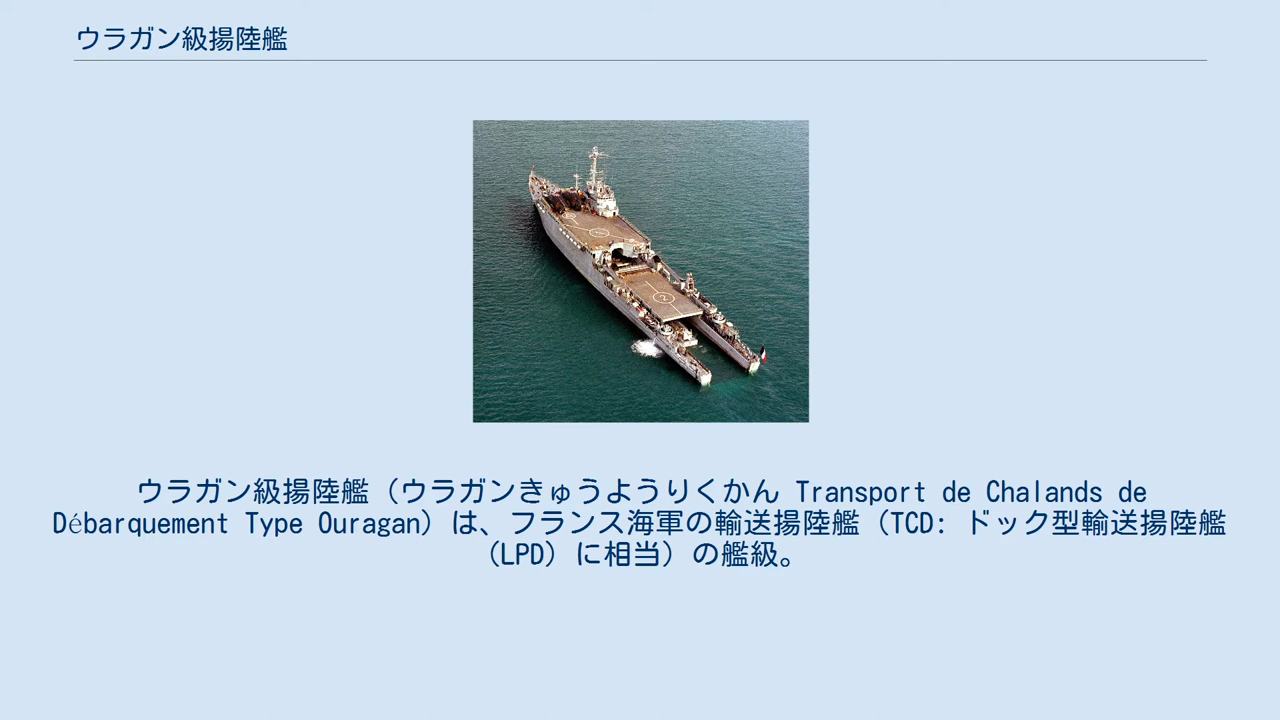 ウラガン級揚陸艦
ウラガン級揚陸艦（ウラガンきゅうようりくかん Transport de Chalands de
Débarquement Type Ouragan）は、フランス海軍の輸送揚陸艦（TCD: ドック型輸送揚陸艦
（LPD）に相当）の艦級。